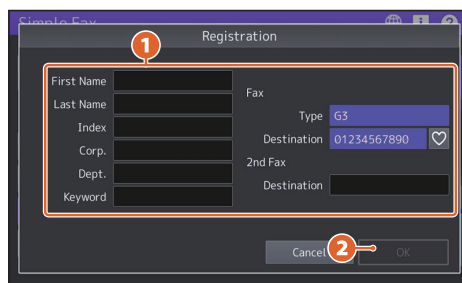 Simple Fax
Registration
1
First Name
Last Name
Index
Corp.
Dept.
Keyword
Fax
Type G3
Destination 01234567890
2nd Fax
Destination
Cancel
2
OK